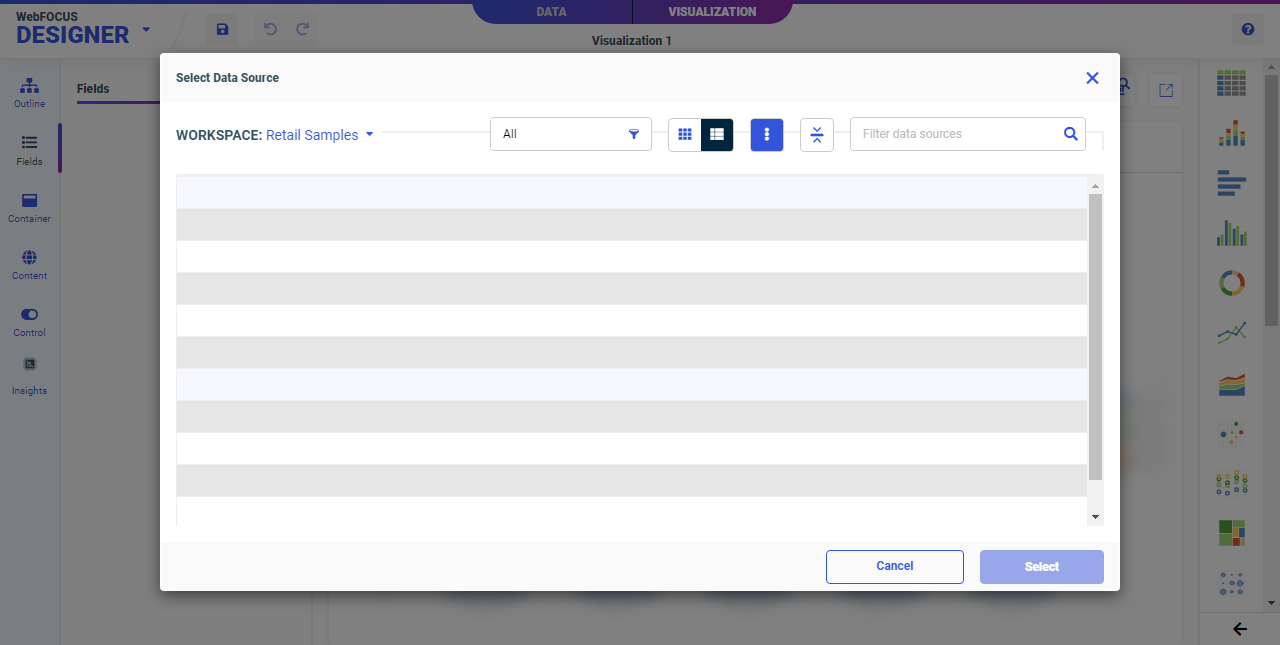 WebFOCUS
DESIGNER
DATA
VISUALIZATION
Visualization 1
Outline
Fields
Container
Content
Control
Insights
Fields
Select Data Source
WORKSPACE: Retail Samples
All
Filter data sources
Cancel
Select